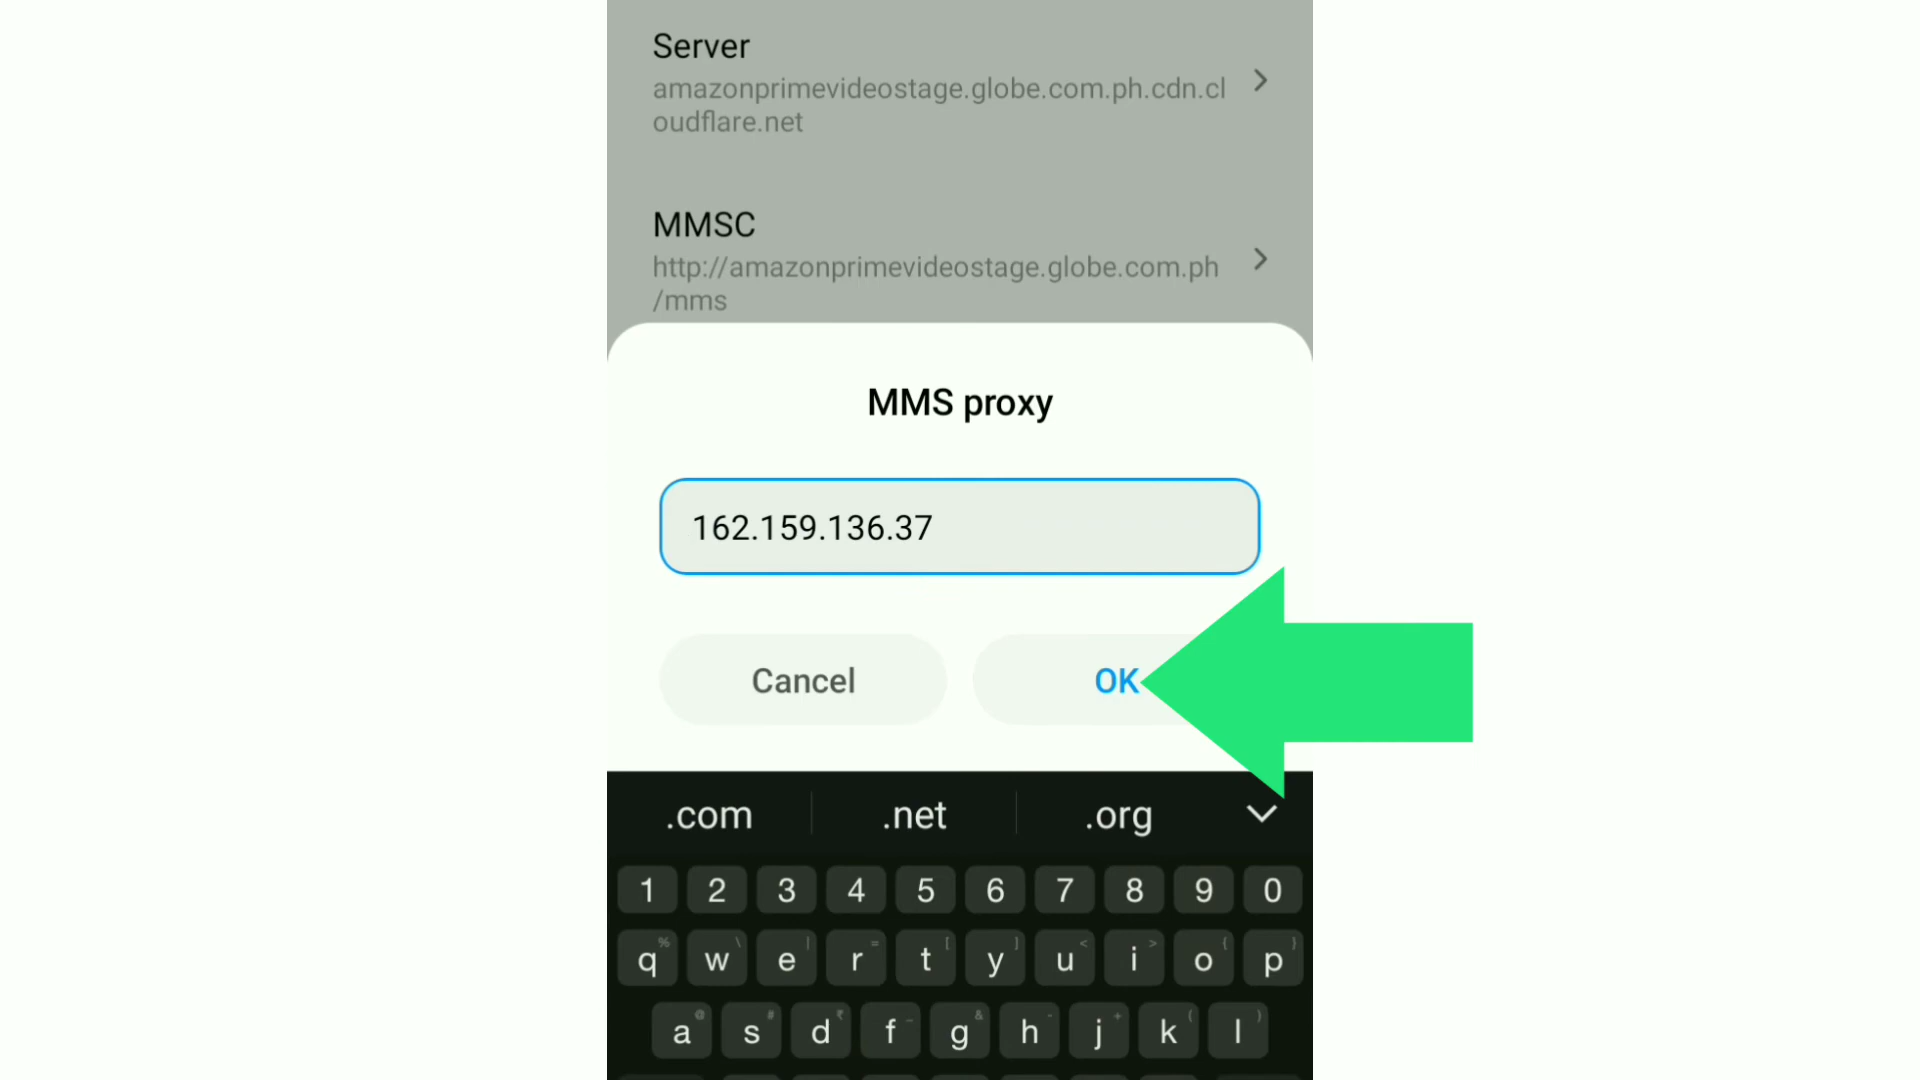 Server
amazonprimevideostage.globe.com.ph.cdn.cl
oudflare.net
MMSC
http://amazonprimevideostage.globe.com.ph
/mms
MMS proxy
162.159.136.37
Cancel OK
.com .net .org
1 2 3 4 5 6 7 8 9 0
% \ | = [ ] < > { }
q w e r t y u i o p
@ # ₹ _ & - + ( )
a s d f g h j k l